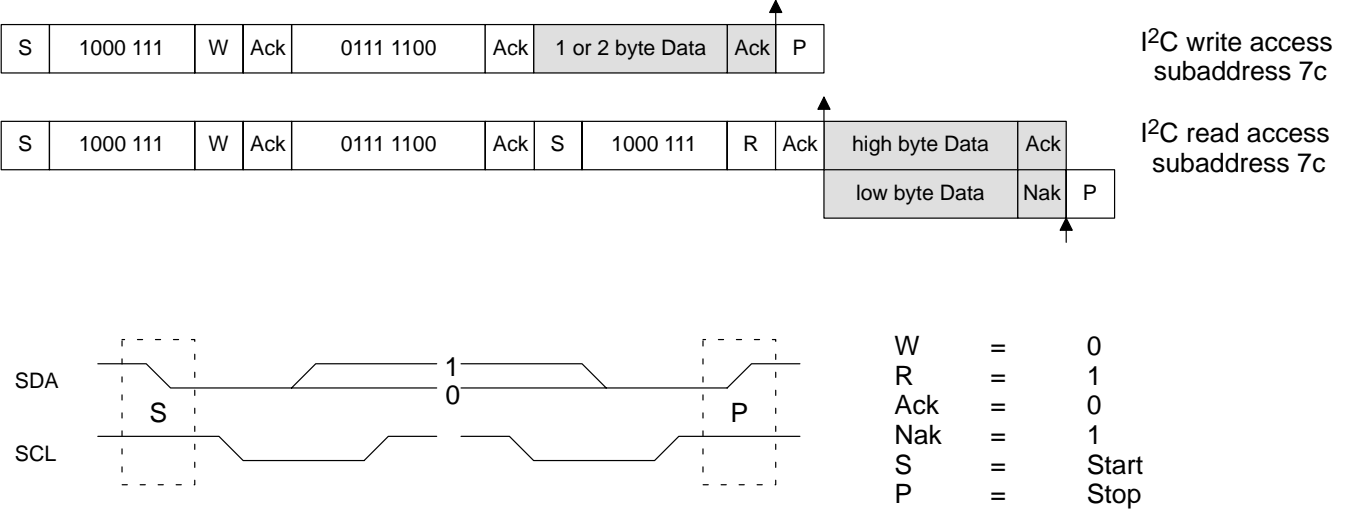 S 1000 111 W Ack 0111 1100 Ack 1 or 2 byte Data Ack P
I2C write access
subaddress 7c
S 1000 111 W Ack 0111 1100 Ack S 1000 111 R Ack high byte Data Ack
low byte Data Nak P
I2C read access
subaddress 7c
SDA
1
0
S
P
SCL
W = 0
R = 1
Ack = 0
Nak = 1
S = Start
P = Stop